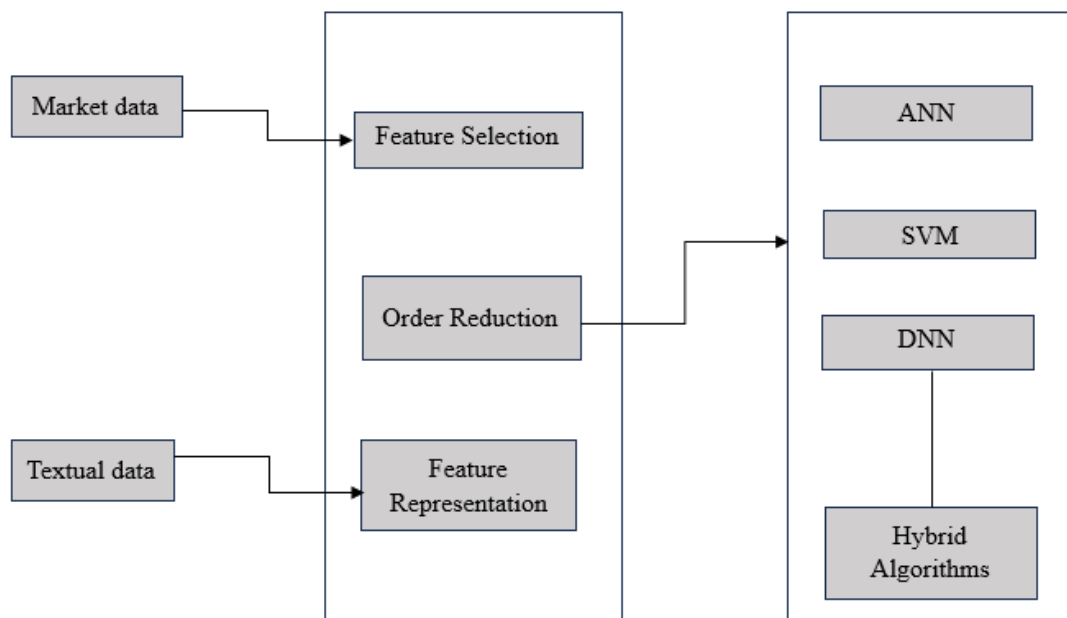 Market data
Textual data
Feature Selection
Order Reduction
Feature
Representation
ANN
SVM
DNN
Hybrid
Algorithms